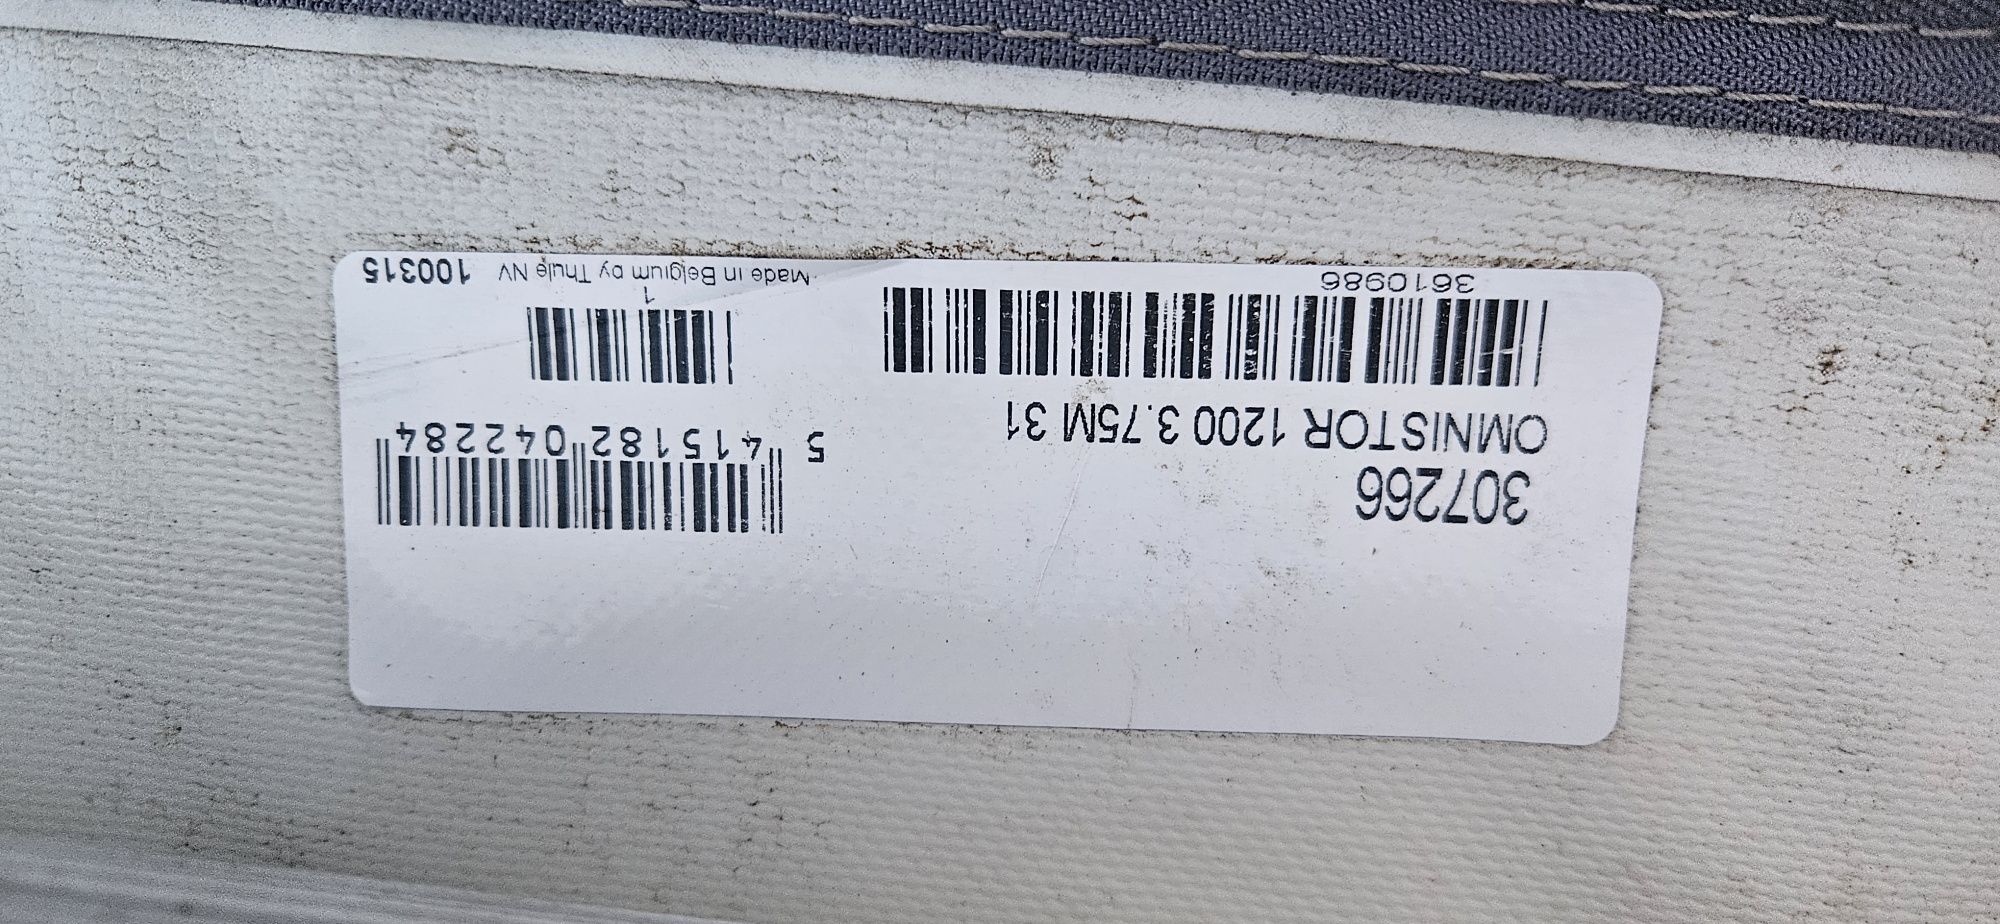 307266
OMNISTOR 1200 3.75M 31
3610986
5 415182 042284
1
Made in Belgium by Thule NV 100315